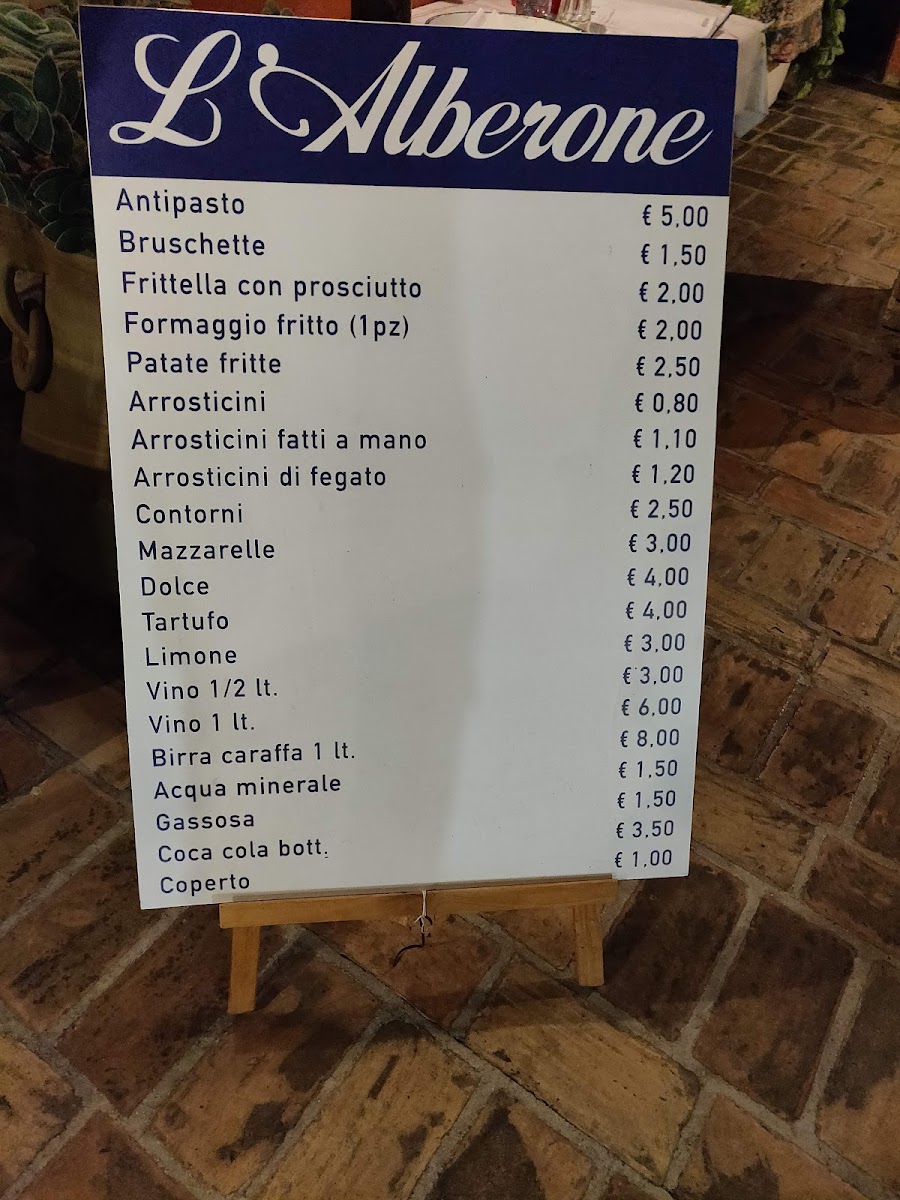 L'Alberone
Antipasto € 5,00
Bruschette € 1,50
Frittella con prosciutto € 2,00
Formaggio fritto (1pz) € 2,00
Patate fritte € 2,50
Arrosticini € 0,80
Arrosticini fatti a mano € 1,10
Arrosticini di fegato € 1,20
Contorni € 2,50
Mazzarelle € 3,00
Dolce € 4,00
Tartufo € 4,00
Limone € 3,00
Vino 1/2 lt. € 3,00
Vino 1 lt. € 6,00
Birra caraffa 1 lt. € 8,00
Acqua minerale € 1,50
Gassosa € 1,50
Coca cola bott. € 3,50
Coperto € 1,00